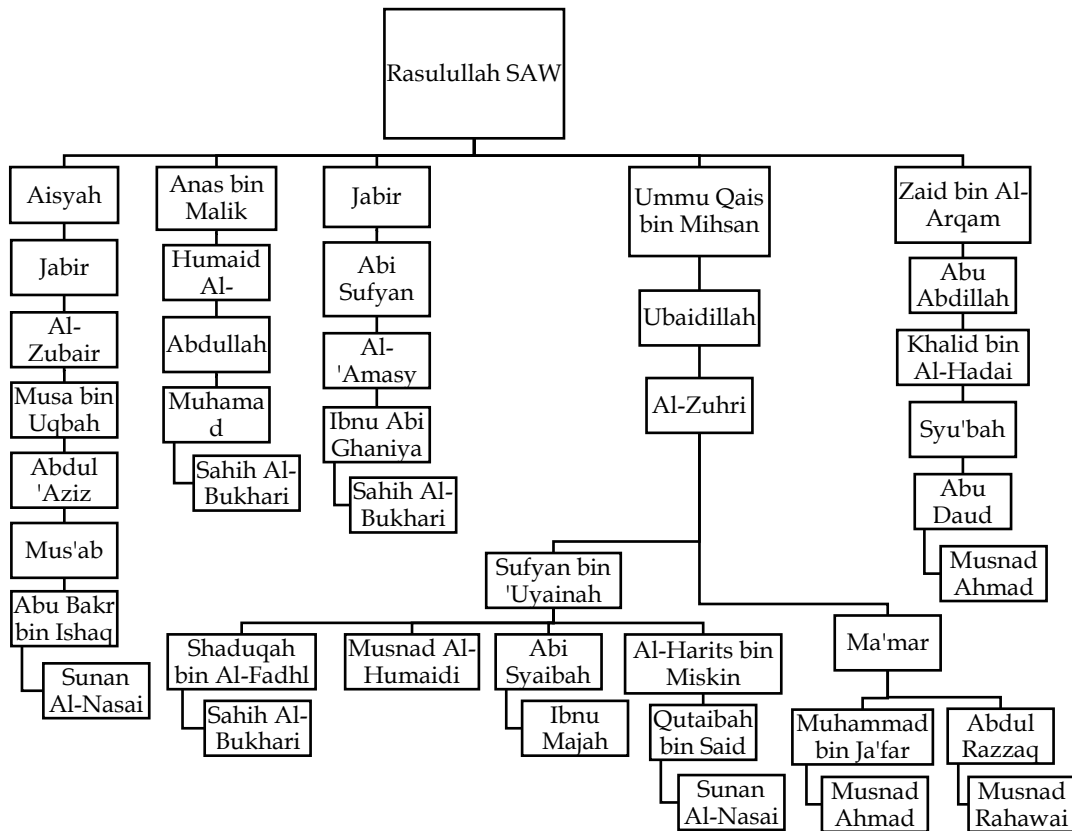 Rasulullah SAW
Aisyah
Jabir
Al-
Zubair
Musa bin
Uqbah
Abdul
'Aziz
Mus'ab
Abu Bakr
bin Ishaq
Sunan
Al-Nasai
Anas bin
Malik
Humaid
Al-
Abdullah
Muhamma
d
Sahih Al-
Bukhari
Jabir
Abi
Sufyan
Al-
'Amasy
Ibnu Abi
Ghaniya
Sahih Al-
Bukhari
Ummu Qais
bin Mihsan
Ubaidillah
Al-Zuhri
Sufyan bin
'Uyainah
Shaduqah
bin Al-Fadhl
Sahih Al-
Bukhari
Musnad Al-
Humaidi
Abi
Syaibah
Ibnu
Majah
Al-Harits bin
Miskin
Qutaibah
bin Said
Sunan
Al-Nasai
Ma'mar
Muhammad
bin Ja'far
Musnad
Ahmad
Abdul
Razzaq
Musnad
Rahawai
Zaid bin Al-
Arqam
Abu
Abdillah
Khalid bin
Al-Hadai
Syu'bah
Abu
Daud
Musnad
Ahmad